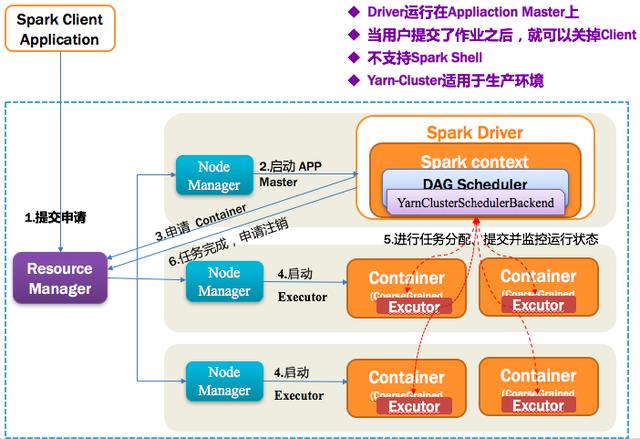 Spark Client
Application
Driver运行在Appliaction Master上
当用户提交了作业之后，就可以关掉Client
不支持Spark Shell
Yarn-Cluster适用于生产环境
Spark Driver
Spark context
DAG Scheduler
YarnClusterSchedulerBackend
Node
Manager
2.启动 APP
Master
1.提交申请
3.申请 Container
6.任务完成，申请注销
5.进行任务分配、提交并监控运行状态
Resource
Manager
Node
Manager
4.启动
Executor
Container
(CoarseGrained
Excutor
Container
(CoarseGrained
Excutor
Node
Manager
4.启动
Executor
Container
(CoarseGrained
Excutor
Container
(CoarseGrained
Excutor